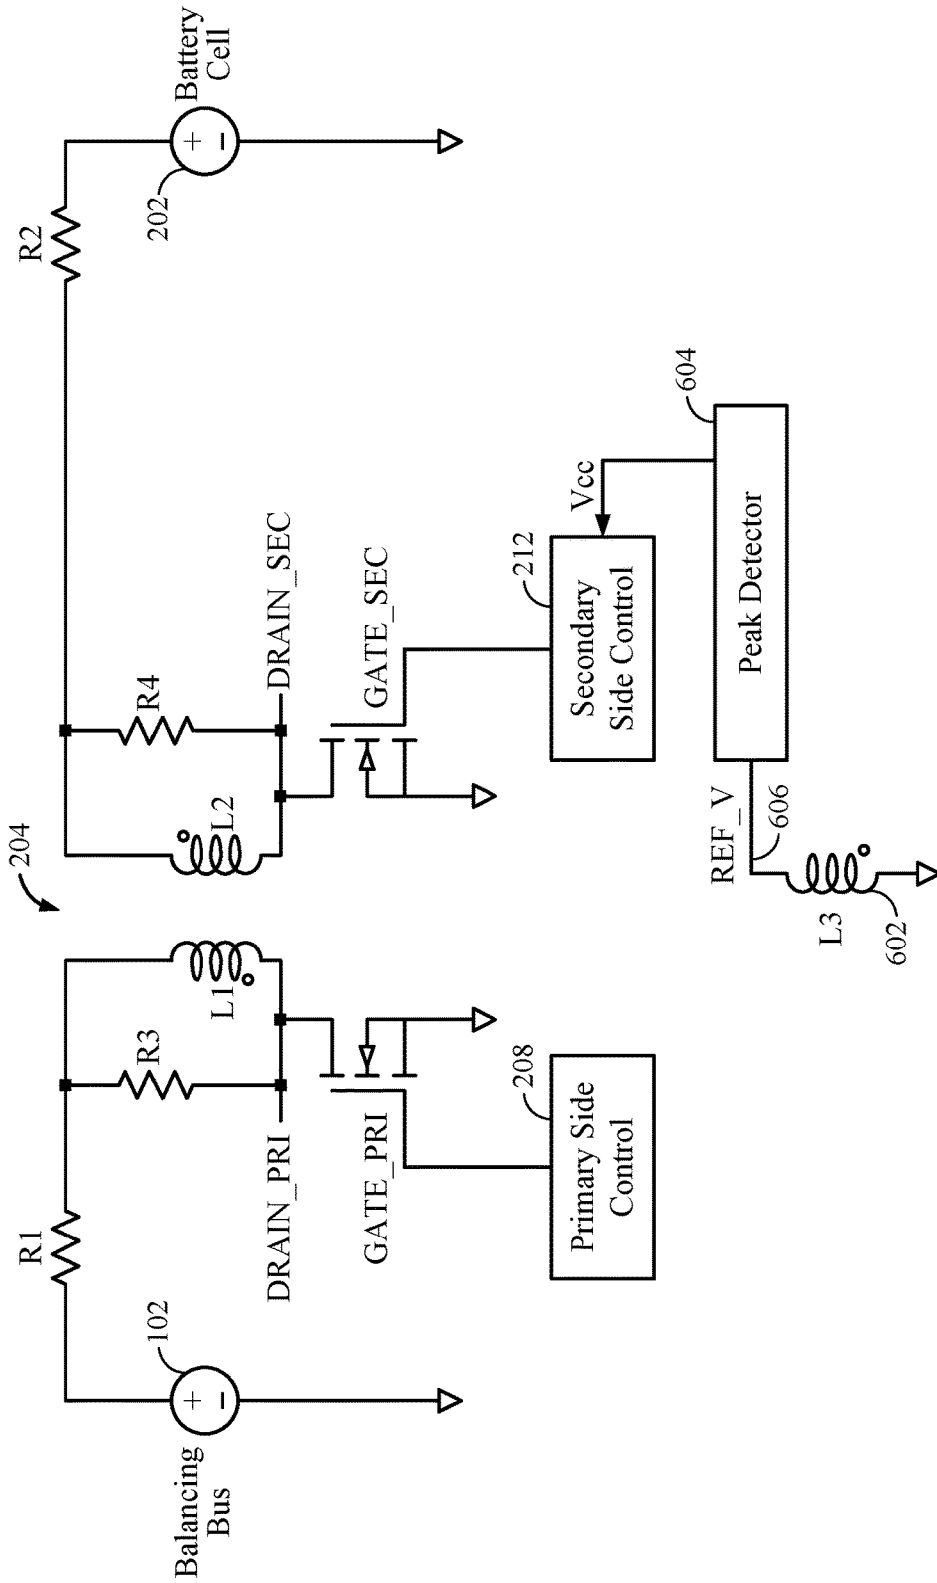 204
R1
R2
R3
R4
L1
L2
102
Balancing
Bus
202
Battery
Cell
DRAIN_PRI
DRAIN_SEC
GATE_PRI
GATE_SEC
208
Primary Side
Control
212
Secondary
Side Control
Vcc
604
Peak Detector
REF_V
606
L3
602